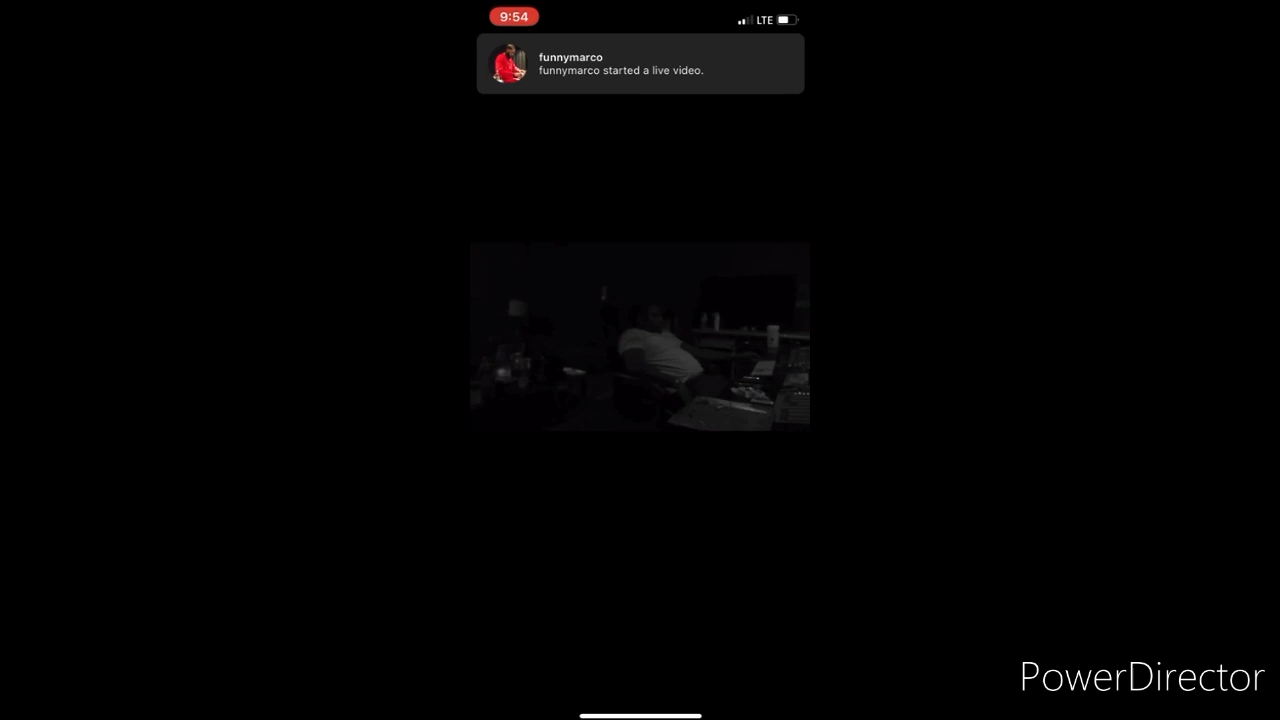 9:54
LTE
funnymarco
funnymarco started a live video.
PowerDirector